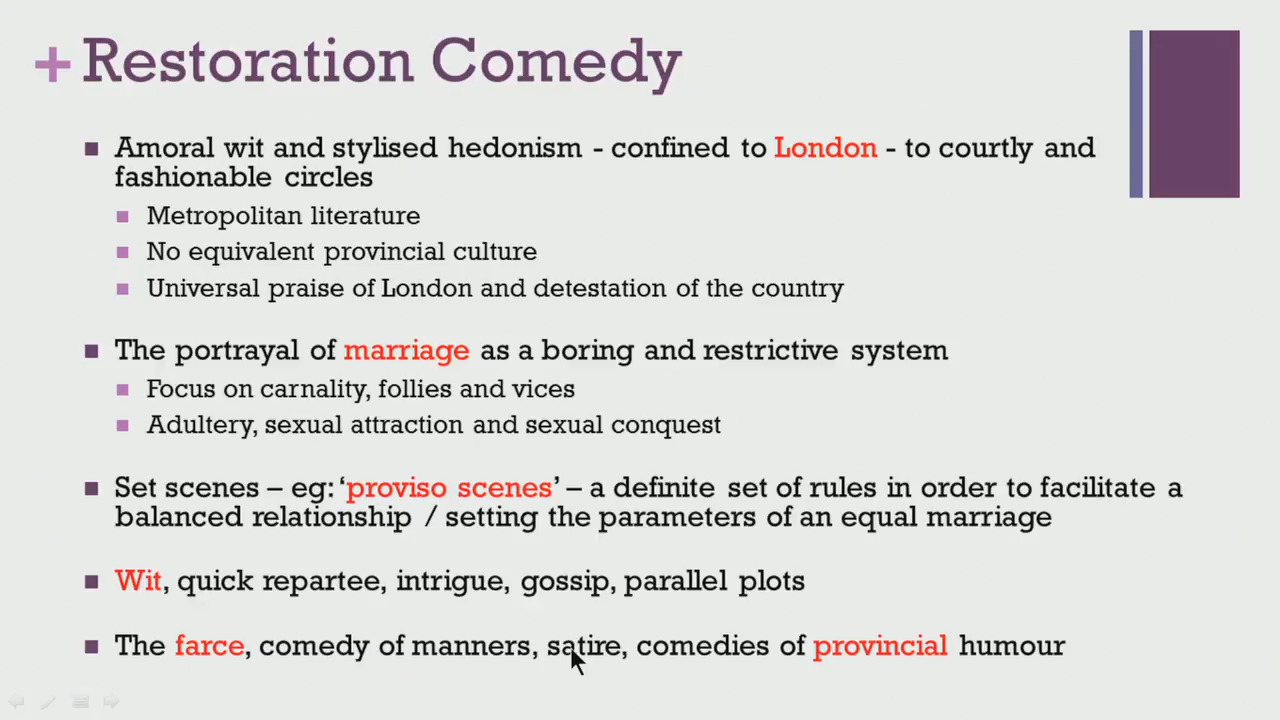 + Restoration Comedy
Amoral wit and stylised hedonism - confined to London - to courtly and
fashionable circles
Metropolitan literature
No equivalent provincial culture
Universal praise of London and detestation of the country
The portrayal of marriage as a boring and restrictive system
Focus on carnality, follies and vices
Adultery, sexual attraction and sexual conquest
Set scenes – eg: ‘proviso scenes’ – a definite set of rules in order to facilitate a
balanced relationship / setting the parameters of an equal marriage
Wit, quick repartee, intrigue, gossip, parallel plots
The farce, comedy of manners, satire, comedies of provincial humour